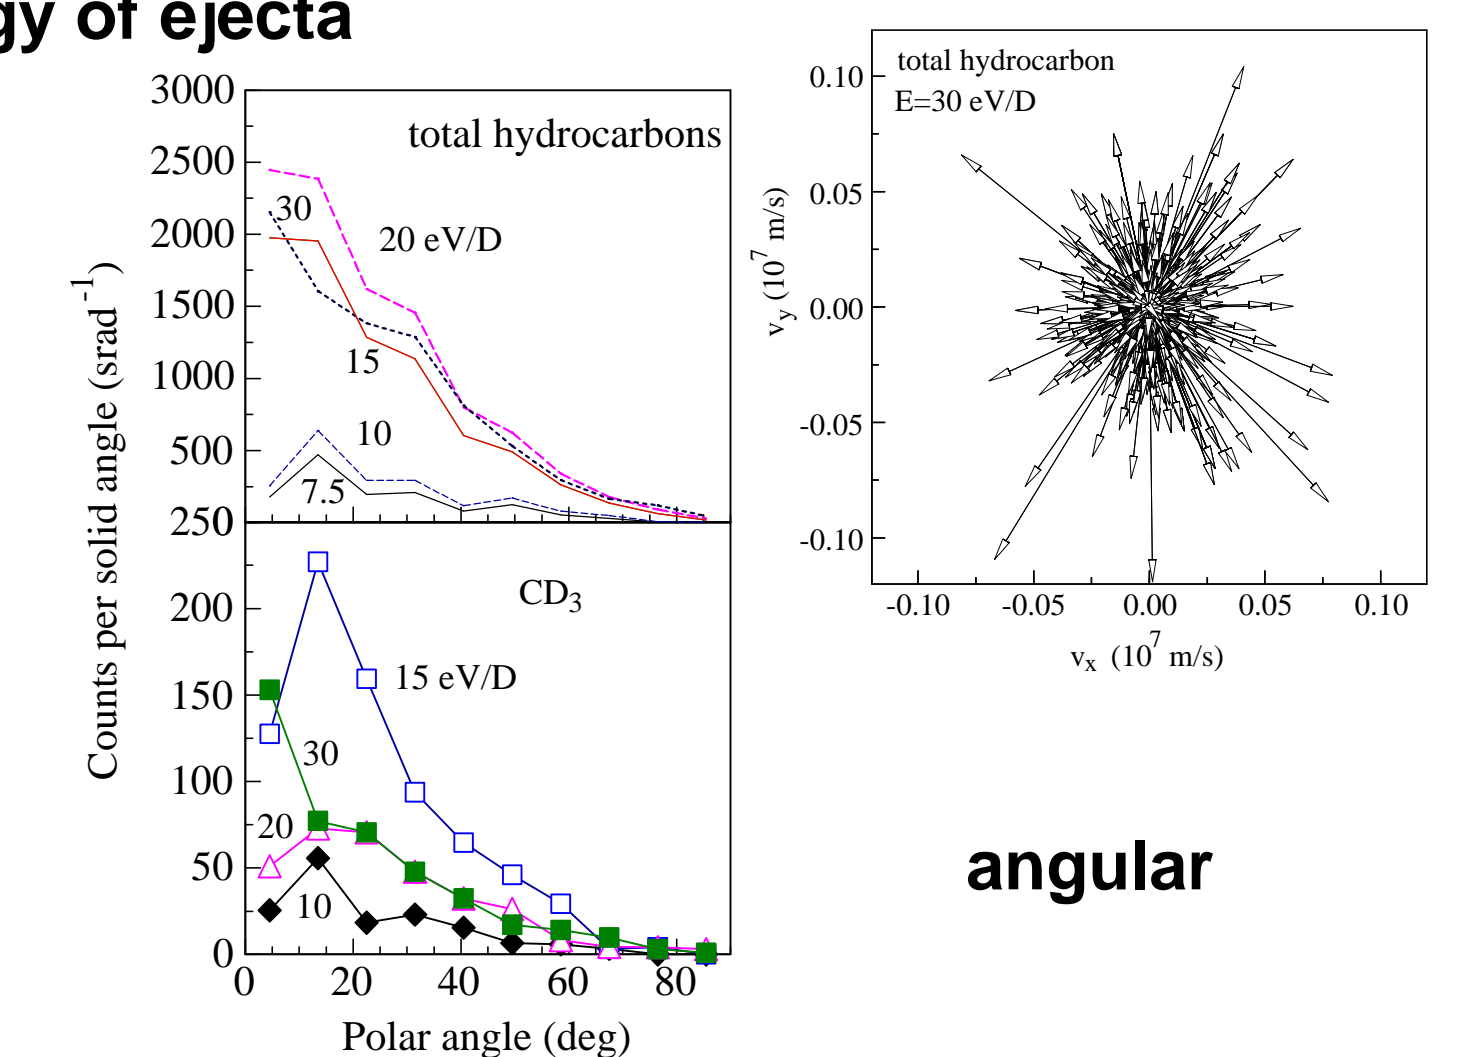 gy of ejecta
3000
2500
2000
1500
1000
500
250
200
150
100
50
0
Counts per solid angle (srad⁻¹)
total hydrocarbons
30
20 eV/D
15
10
7.5
CD₃
15 eV/D
30
20
10
0 20 40 60 80
Polar angle (deg)
total hydrocarbon
E=30 eV/D
0.10
0.05
0.00
-0.05
-0.10
v_y (10⁷ m/s)
-0.10 -0.05 0.00 0.05 0.10
vₓ (10⁷ m/s)
angular